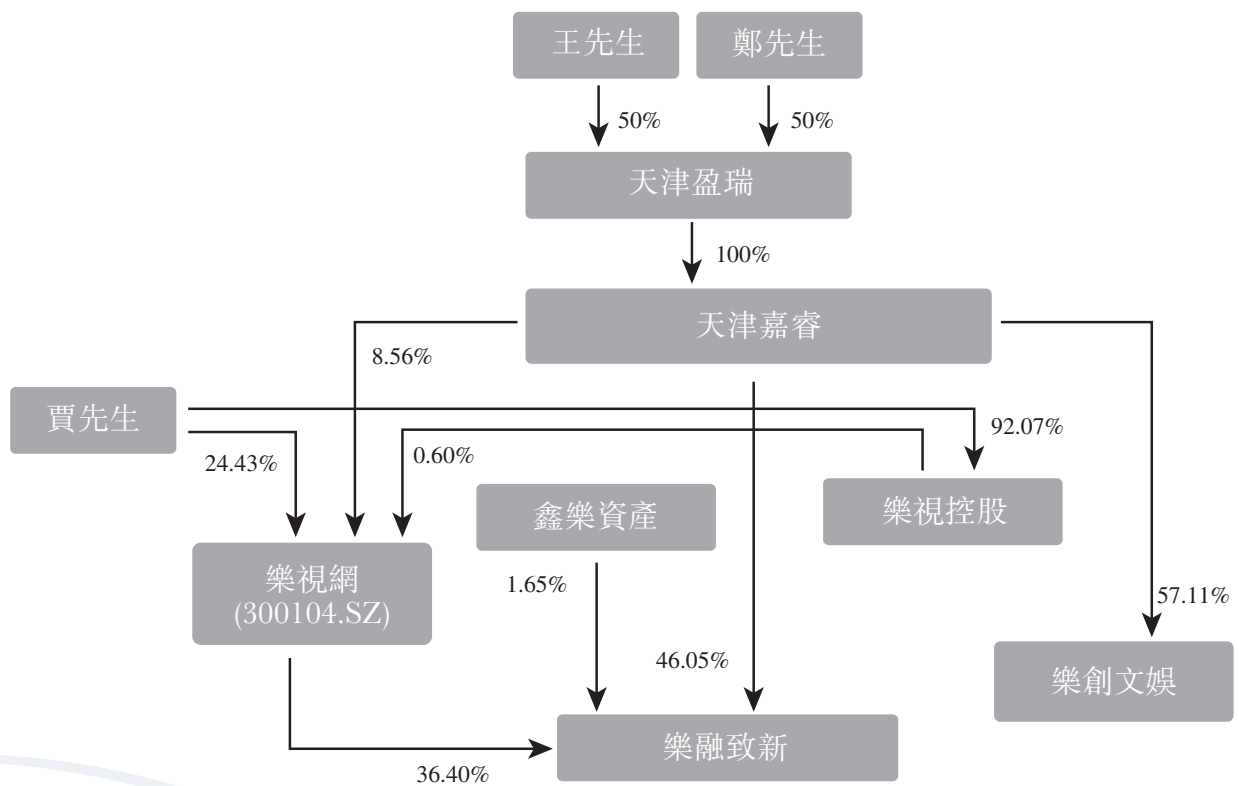 王先生
鄭先生
50%
50%
天津盈瑞
100%
天津嘉睿
8.56%
賈先生
92.07%
24.43%
0.60%
鑫樂資產
樂視控股
樂視網
(300104.SZ)
1.65%
57.11%
46.05%
樂創文娛
樂融致新
36.40%